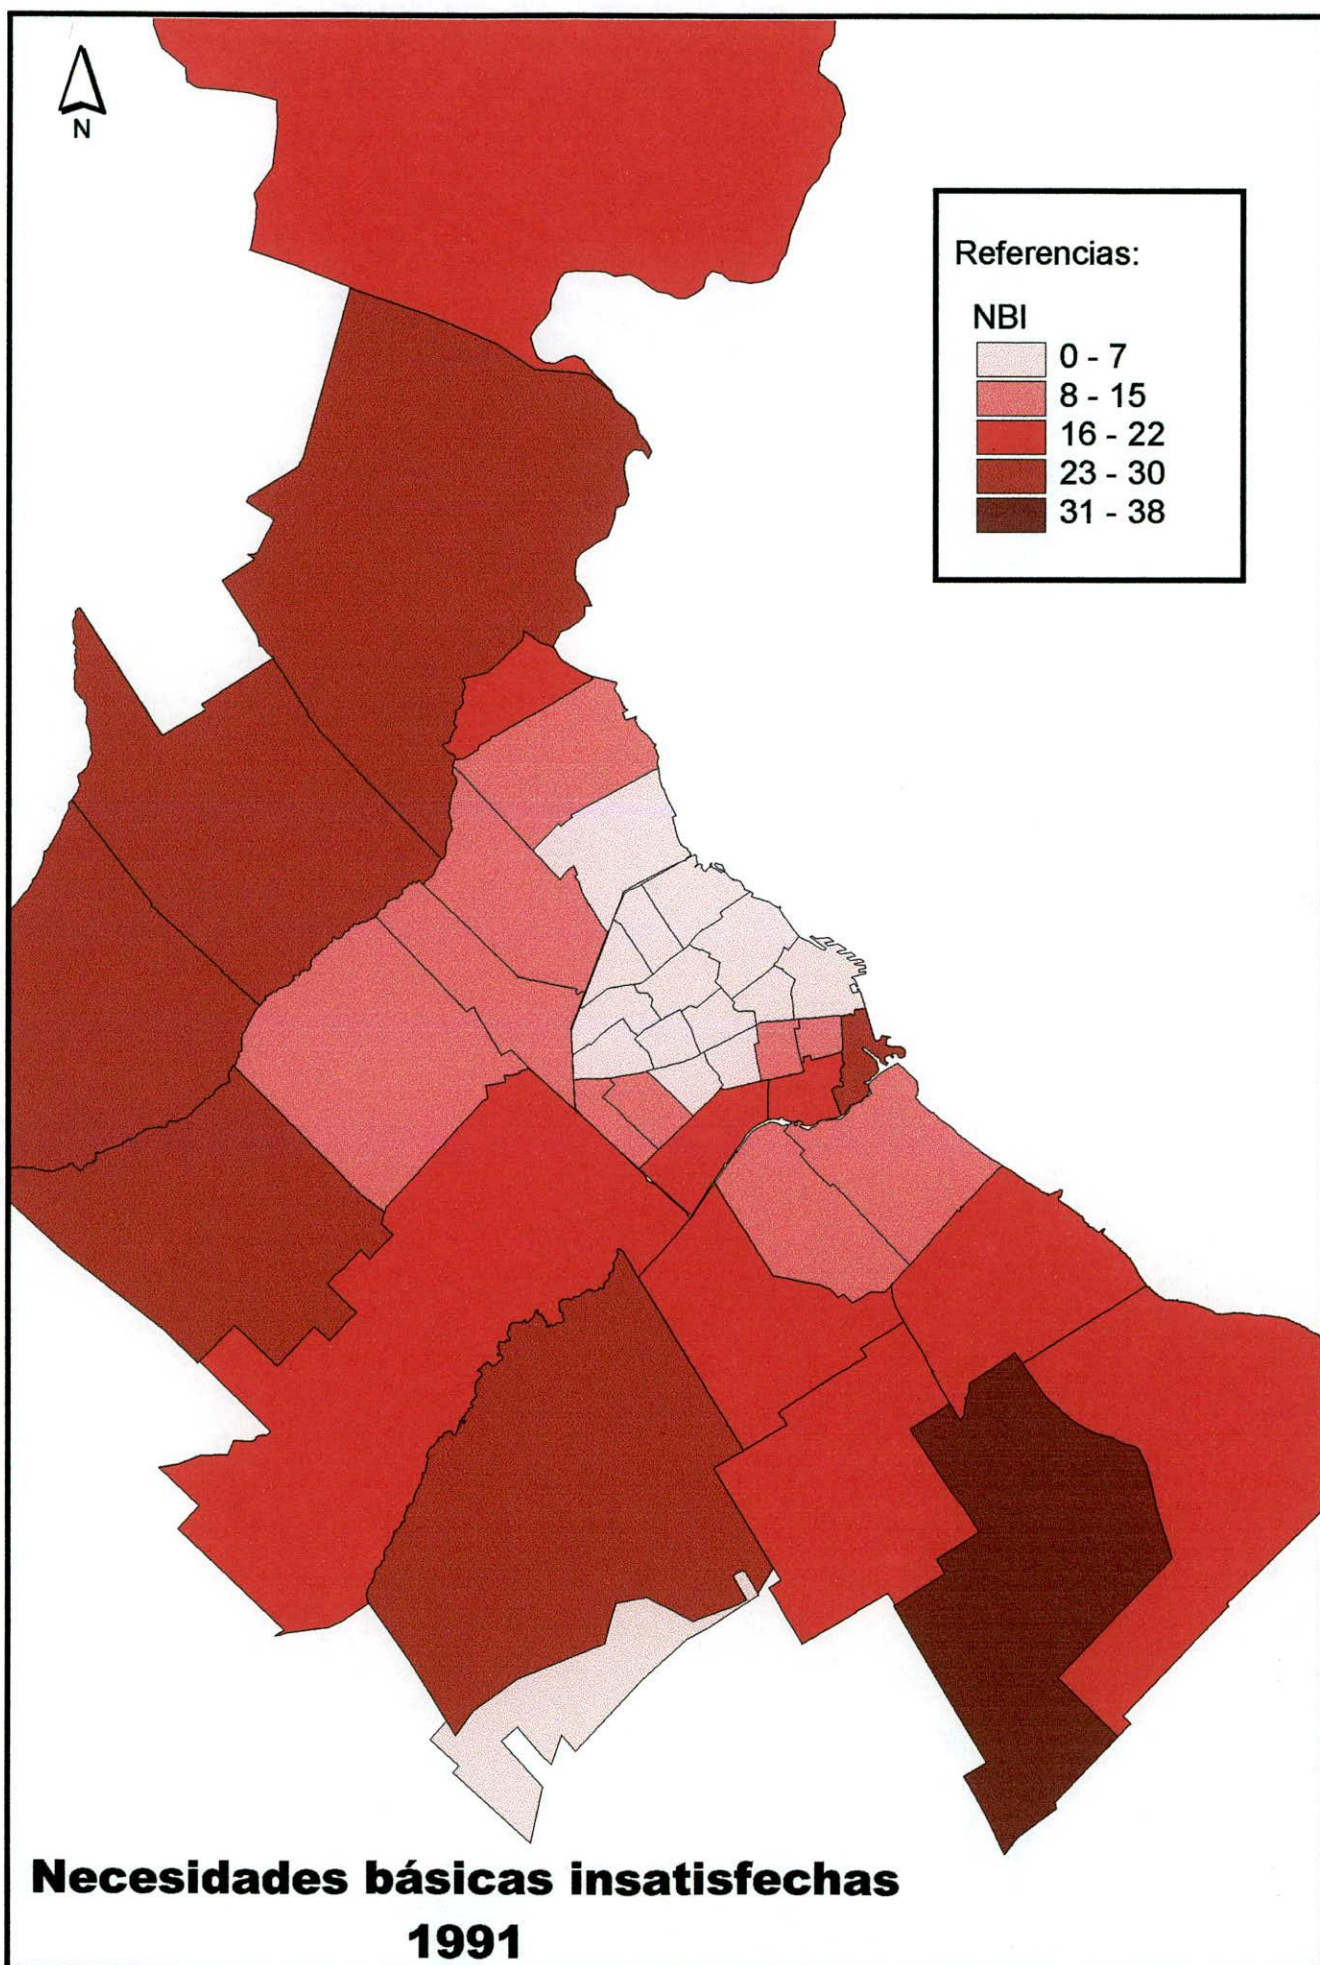 N
Referencias:
NBI
0 - 7
8 - 15
16 - 22
23 - 30
31 - 38
Necesidades básicas insatisfechas
1991